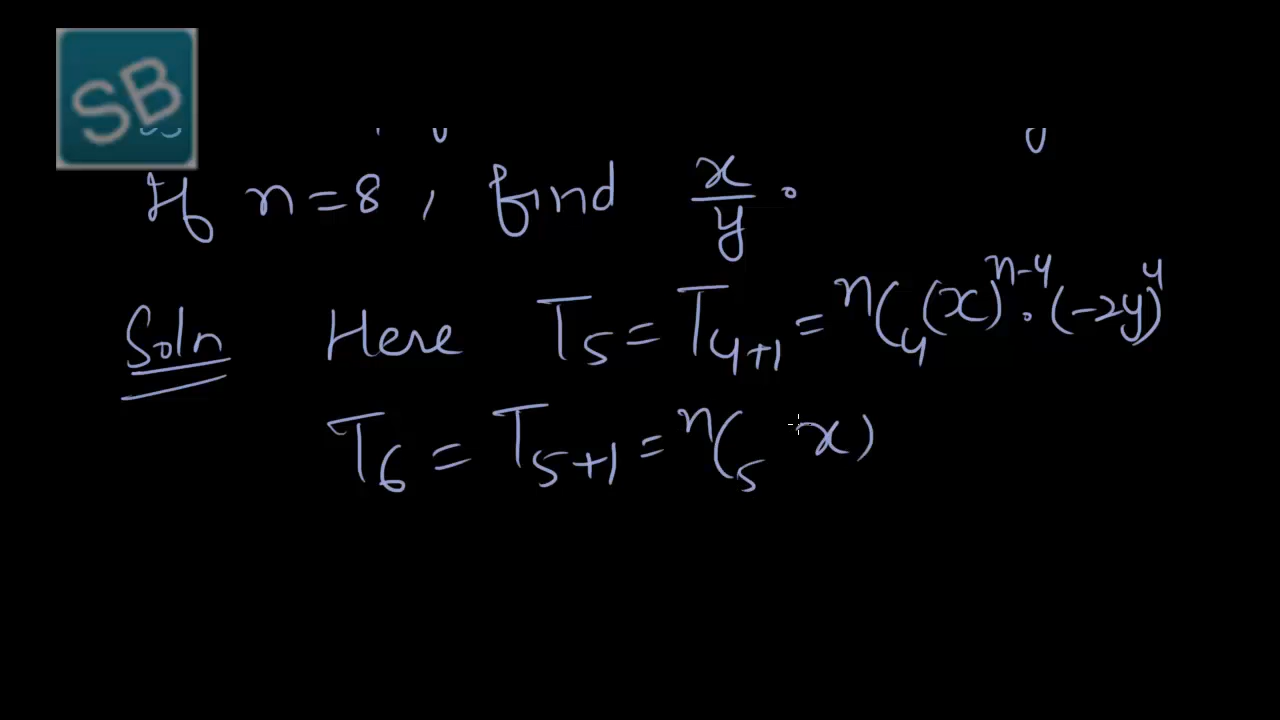 SB
If n=8, find x/y.
Soln Here T₅ = T₄₊₁ = ⁿC₄(x)ⁿ⁻⁴·(-2y)⁴
T₆ = T₅₊₁ = ⁿC₅ x)